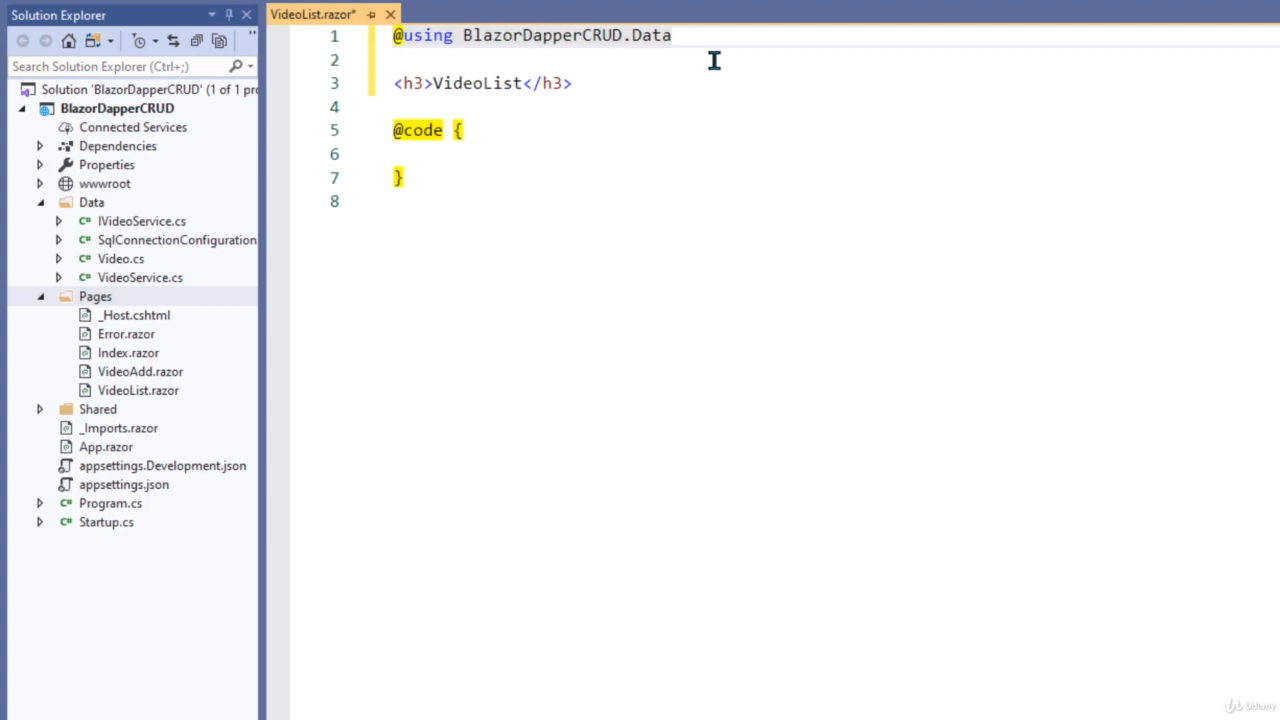 Solution Explorer
Search Solution Explorer (Ctrl+;)
Solution 'BlazorDapperCRUD' (1 of 1 pro
BlazorDapperCRUD
Connected Services
Dependencies
Properties
wwwroot
Data
IVideoService.cs
SqlConnectionConfiguration
Video.cs
VideoService.cs
Pages
_Host.cshtml
Error.razor
Index.razor
VideoAdd.razor
VideoList.razor
Shared
_Imports.razor
App.razor
appsettings.Development.json
appsettings.json
Program.cs
Startup.cs
VideoList.razor*
1 @using BlazorDapperCRUD.Data
2
3 <h3>VideoList</h3>
4
5 @code {
6
7 }
8
Udemy